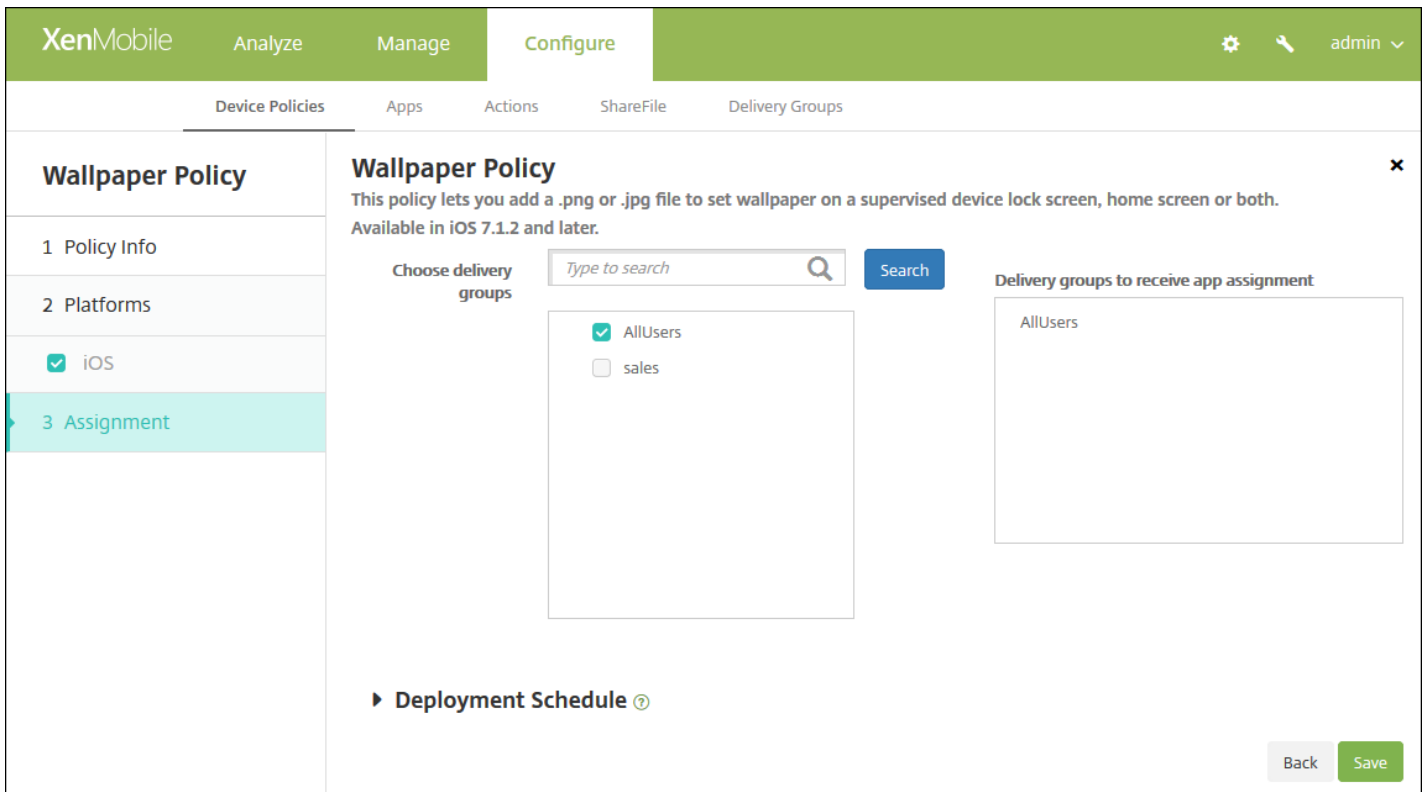 XenMobile Analyze Manage Configure admin
Device Policies Apps Actions ShareFile Delivery Groups
Wallpaper Policy
1 Policy Info
2 Platforms
iOS
3 Assignment
Wallpaper Policy
This policy lets you add a .png or .jpg file to set wallpaper on a supervised device lock screen, home screen or both.
Available in iOS 7.1.2 and later.
Choose delivery
groups
Type to search
Search
AllUsers
sales
Delivery groups to receive app assignment
AllUsers
Deployment Schedule ?
Back Save